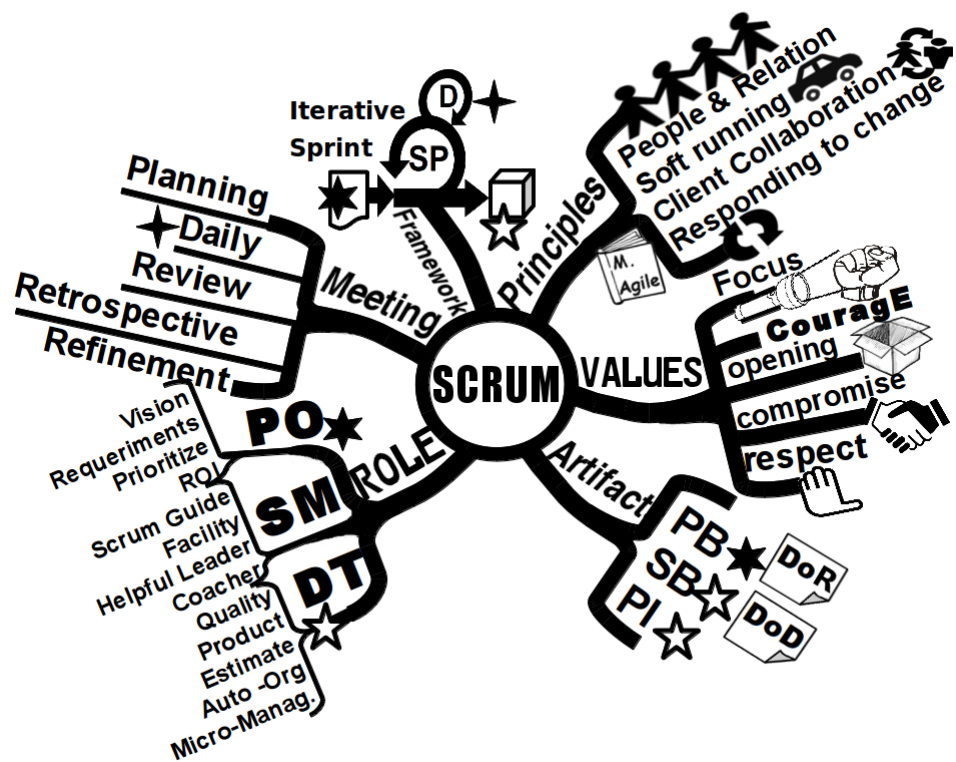 SCRUM
Framework
Iterative
Sprint
D
SP
Principles
People & Relation
Soft running
Client Collaboration
Responding to change
M.
Agile
VALUES
Focus
CouragE
opening
compromise
respect
Artifact
PB
SB
PI
DoR
DoD
ROLE
PO
Vision
Requeriments
Prioritize
ROI
SM
Scrum Guide
Facility
Helpful Leader
Coacher
DT
Quality
Product
Estimate
Auto -Org
Micro-Manag.
Meeting
Planning
Daily
Review
Retrospective
Refinement